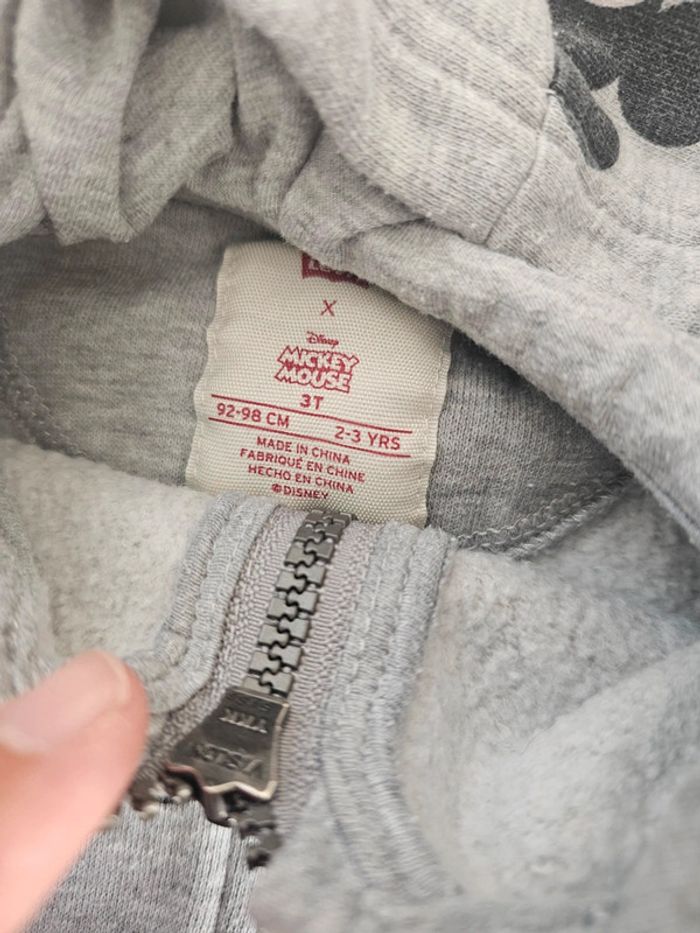 X
Disney
MICKEY
MOUSE
3T
92-98 CM
2-3 YRS
MADE IN CHINA
FABRIQUÉ EN CHINE
HECHO EN CHINA
©DISNEY
YKK